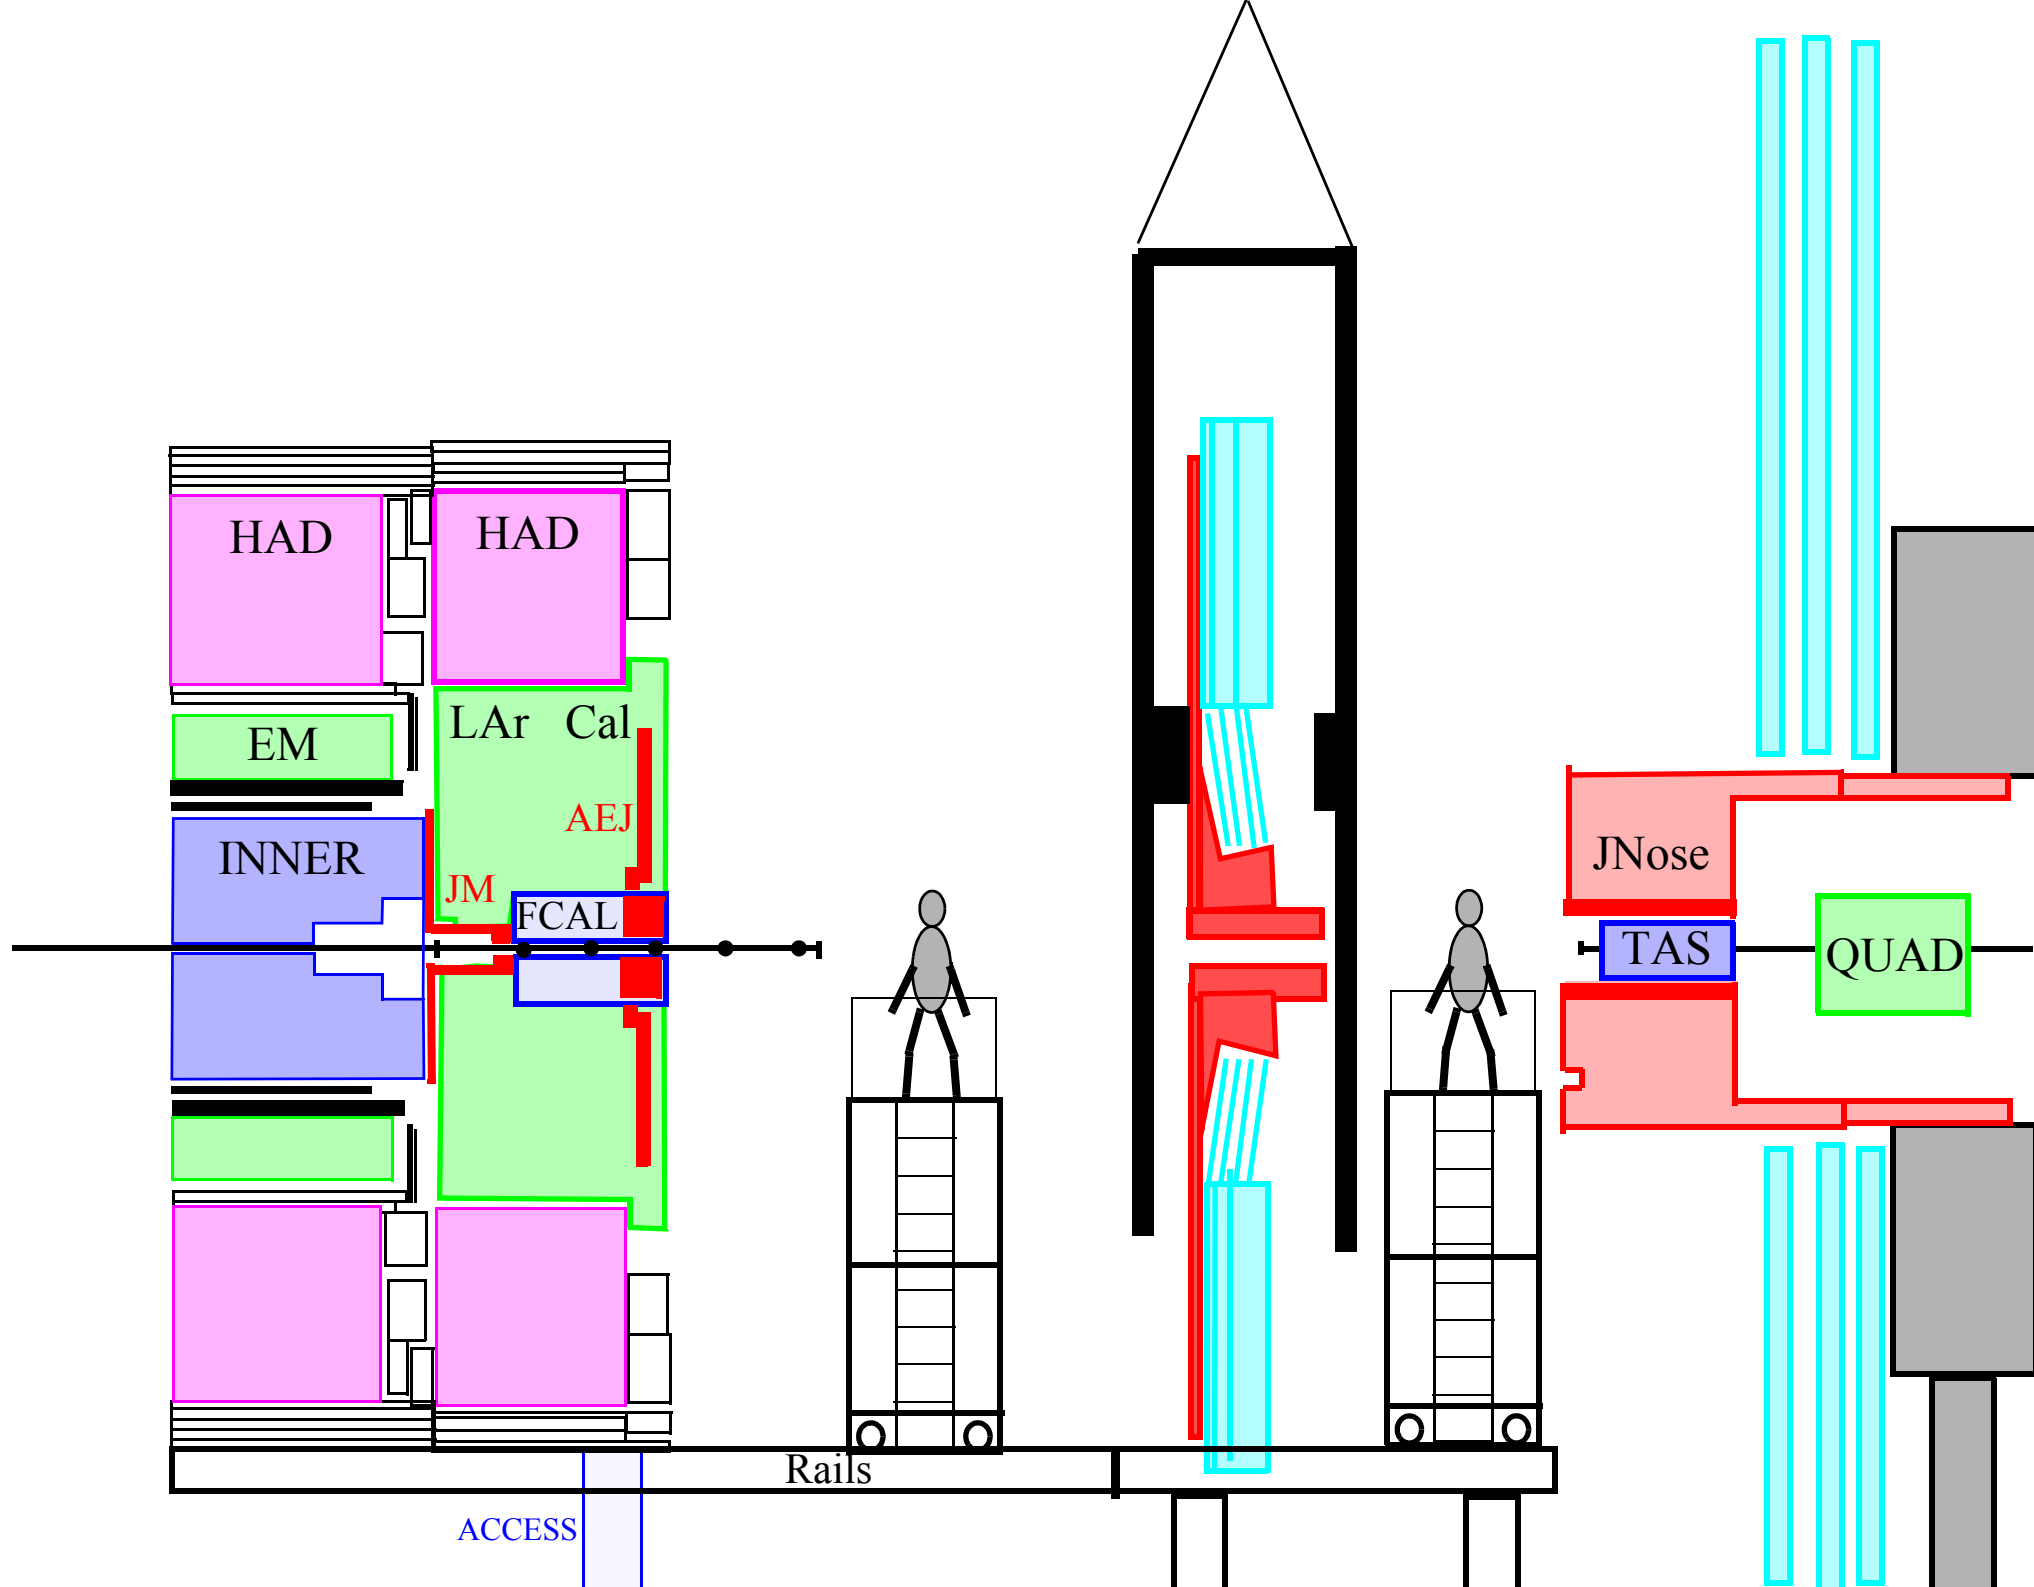 HAD
HAD
LAr Cal
EM
AEJ
INNER
JM
FCAL
JNose
TAS
QUAD
Rails
ACCESS